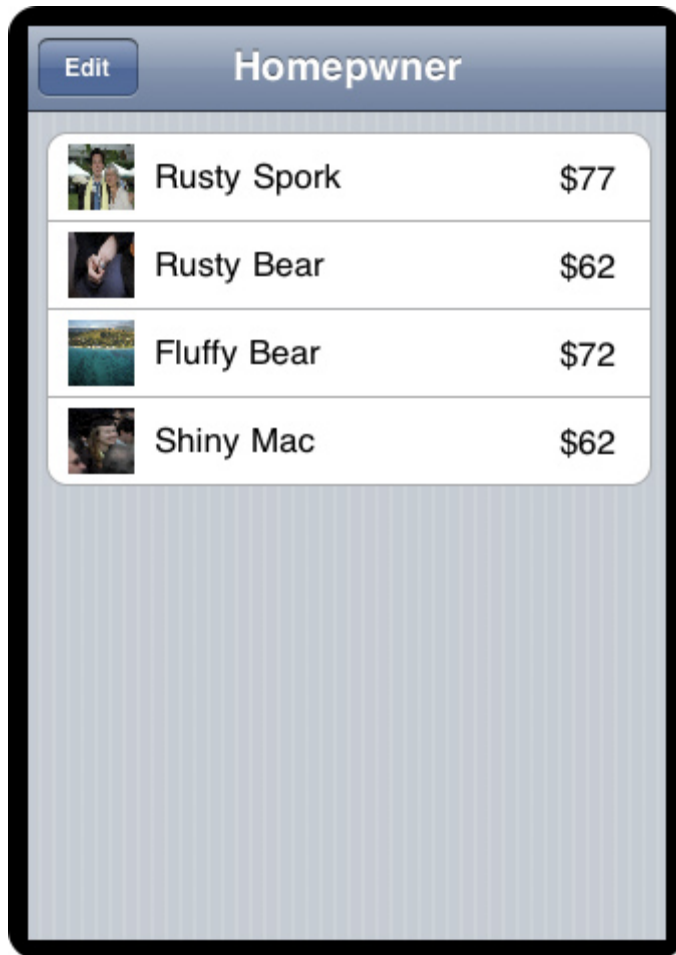 Edit Homepwner
Rusty Spork $77
Rusty Bear $62
Fluffy Bear $72
Shiny Mac $62